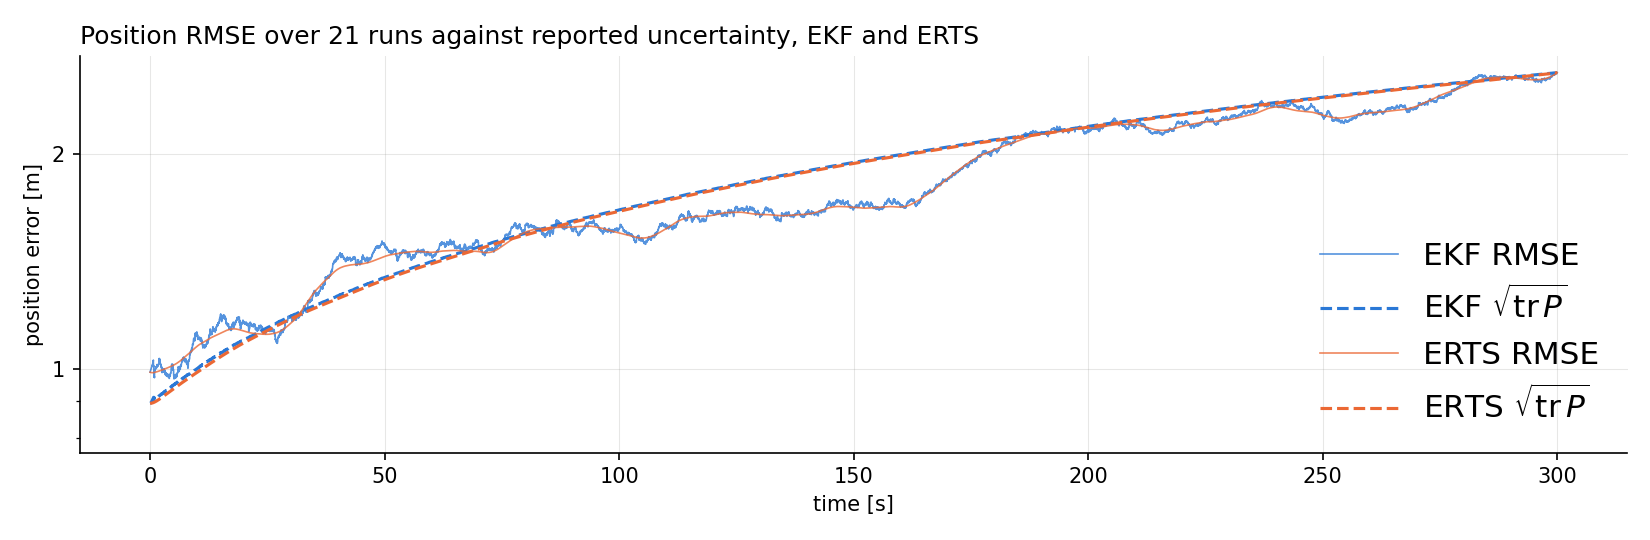 Position RMSE over 21 runs against reported uncertainty, EKF and ERTS
position error [m]
2
1
EKF RMSE
EKF √tr P
ERTS RMSE
ERTS √tr P
0 50 100 150 200 250 300
time [s]